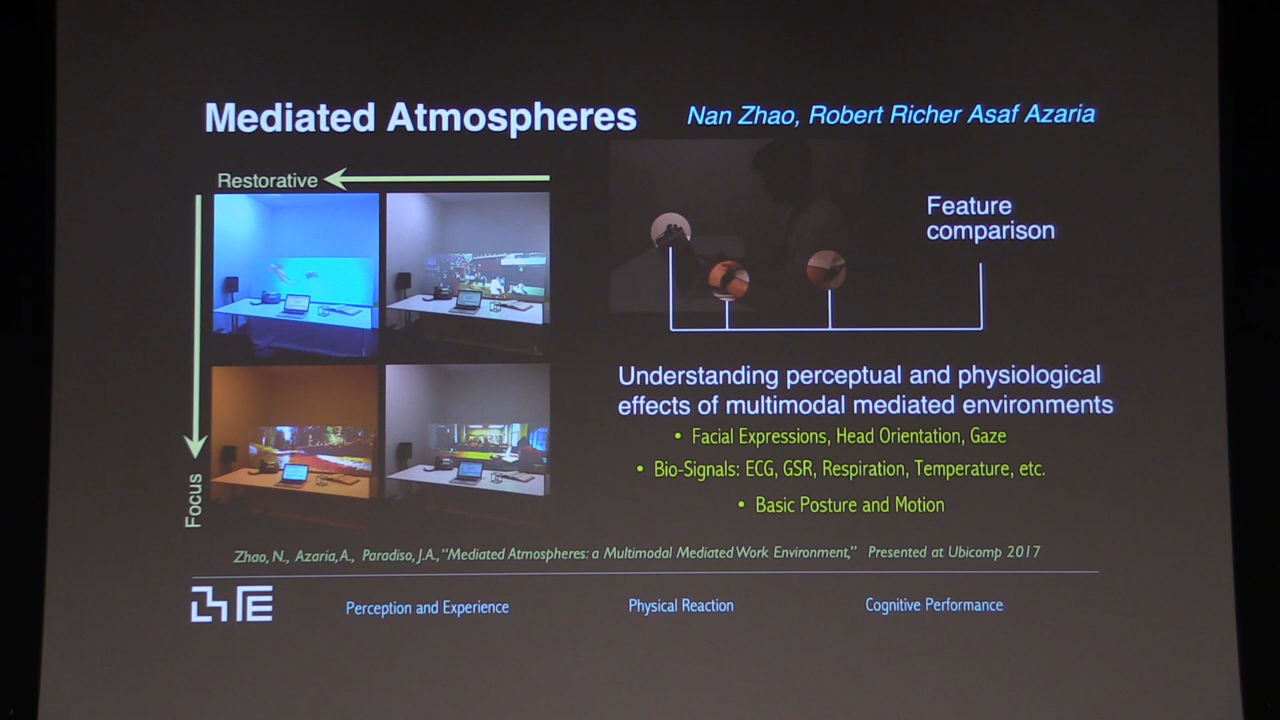 Mediated Atmospheres
Nan Zhao, Robert Richer Asaf Azaria
Restorative
Focus
Feature
comparison
Understanding perceptual and physiological
effects of multimodal mediated environments
• Facial Expressions, Head Orientation, Gaze
• Bio-Signals: ECG, GSR, Respiration, Temperature, etc.
• Basic Posture and Motion
Zhao, N., Azaria, A., Paradiso, J.A., "Mediated Atmospheres: a Multimodal Mediated Work Environment," Presented at Ubicomp 2017
Perception and Experience
Physical Reaction
Cognitive Performance